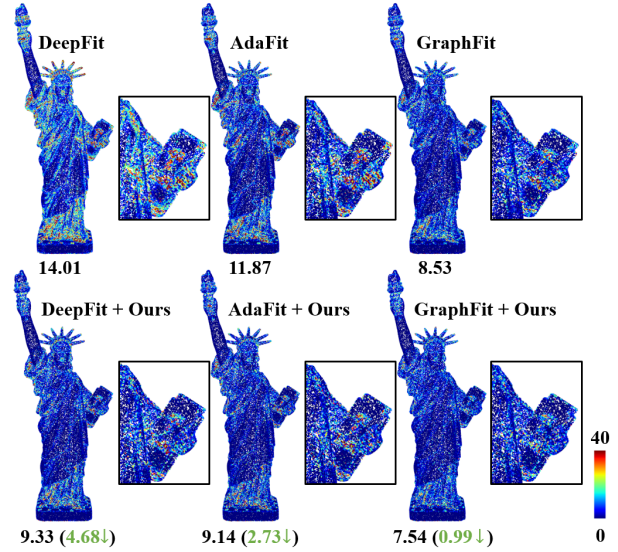 DeepFit
AdaFit
GraphFit
14.01
11.87
8.53
DeepFit + Ours
AdaFit + Ours
GraphFit + Ours
40
0
9.33 (4.68↓)
9.14 (2.73↓)
7.54 (0.99↓)